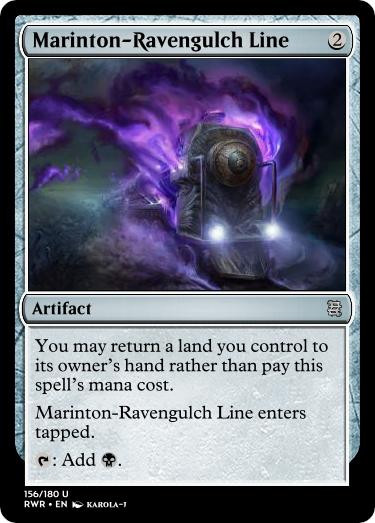 Marinton-Ravengulch Line 2
Artifact
You may return a land you control to
its owner's hand rather than pay this
spell's mana cost.
Marinton-Ravengulch Line enters
tapped.
: Add .
156/180 U
RWR • EN KAROLA-J